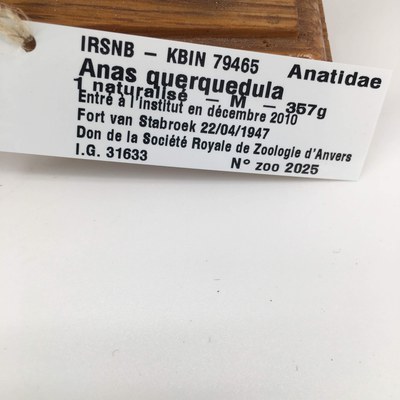 IRSNB – KBIN 79465 Anatidae
Anas querquedula
1 naturalisé – M – 357g
Entré à l'institut en décembre 2010
Fort van Stabroek 22/04/1947
Don de la Société Royale de Zoologie d'Anvers
I.G. 31633 N° zoo 2025